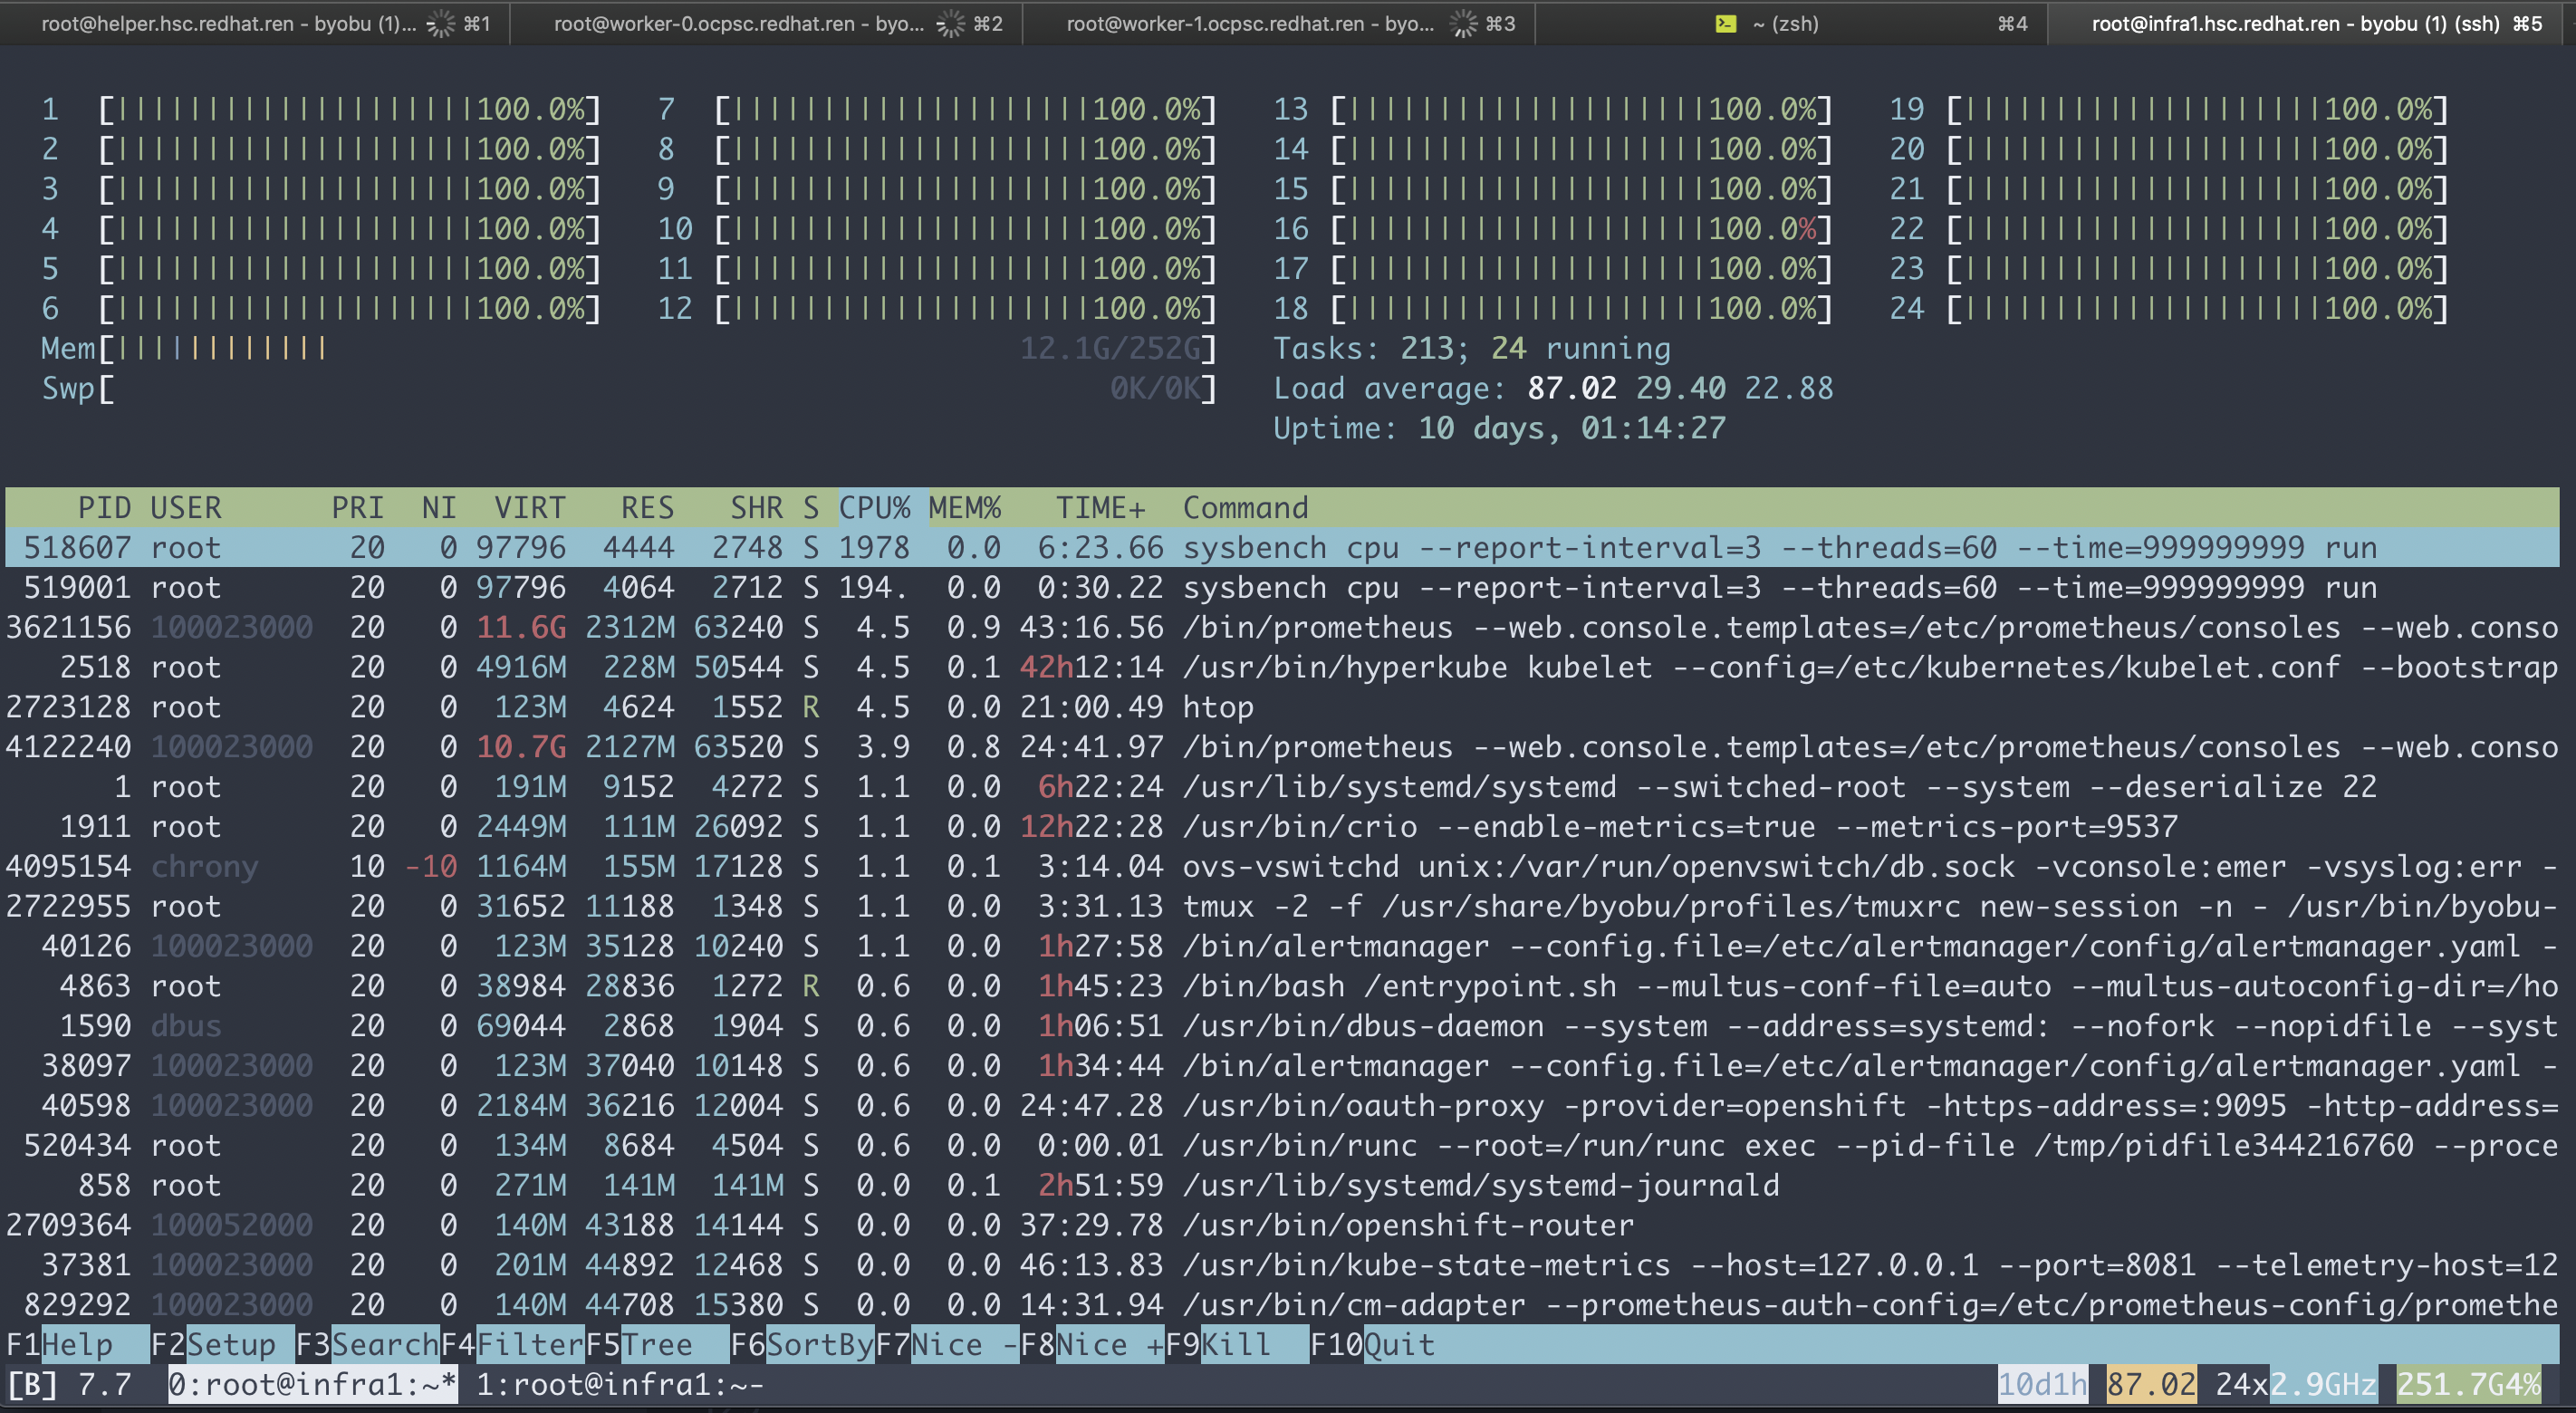 root@helper.hsc.redhat.ren - byobu (1)... ⌘1 root@worker-0.ocpsc.redhat.ren - byo... ⌘2 root@worker-1.ocpsc.redhat.ren - byo... ⌘3 ~ (zsh) ⌘4 root@infra1.hsc.redhat.ren - byobu (1) (ssh) ⌘5
1 [||||||||||||||||||||100.0%] 7 [||||||||||||||||||||100.0%] 13 [||||||||||||||||||||100.0%] 19 [||||||||||||||||||||100.0%]
2 [||||||||||||||||||||100.0%] 8 [||||||||||||||||||||100.0%] 14 [||||||||||||||||||||100.0%] 20 [||||||||||||||||||||100.0%]
3 [||||||||||||||||||||100.0%] 9 [||||||||||||||||||||100.0%] 15 [||||||||||||||||||||100.0%] 21 [||||||||||||||||||||100.0%]
4 [||||||||||||||||||||100.0%] 10 [||||||||||||||||||||100.0%] 16 [||||||||||||||||||||100.0%] 22 [||||||||||||||||||||100.0%]
5 [||||||||||||||||||||100.0%] 11 [||||||||||||||||||||100.0%] 17 [||||||||||||||||||||100.0%] 23 [||||||||||||||||||||100.0%]
6 [||||||||||||||||||||100.0%] 12 [||||||||||||||||||||100.0%] 18 [||||||||||||||||||||100.0%] 24 [||||||||||||||||||||100.0%]
Mem[|||||||||||| 12.1G/252G] Tasks: 213; 24 running
Swp[ 0K/0K] Load average: 87.02 29.40 22.88
Uptime: 10 days, 01:14:27
PID USER PRI NI VIRT RES SHR S CPU% MEM% TIME+ Command
518607 root 20 0 97796 4444 2748 S 1978 0.0 6:23.66 sysbench cpu --report-interval=3 --threads=60 --time=999999999 run
519001 root 20 0 97796 4064 2712 S 194. 0.0 0:30.22 sysbench cpu --report-interval=3 --threads=60 --time=999999999 run
3621156 100023000 20 0 11.6G 2312M 63240 S 4.5 0.9 43:16.56 /bin/prometheus --web.console.templates=/etc/prometheus/consoles --web.conso
2518 root 20 0 4916M 228M 50544 S 4.5 0.1 42h12:14 /usr/bin/hyperkube kubelet --config=/etc/kubernetes/kubelet.conf --bootstrap
2723128 root 20 0 123M 4624 1552 R 4.5 0.0 21:00.49 htop
4122240 100023000 20 0 10.7G 2127M 63520 S 3.9 0.8 24:41.97 /bin/prometheus --web.console.templates=/etc/prometheus/consoles --web.conso
1 root 20 0 191M 9152 4272 S 1.1 0.0 6h22:24 /usr/lib/systemd/systemd --switched-root --system --deserialize 22
1911 root 20 0 2449M 111M 26092 S 1.1 0.0 12h22:28 /usr/bin/crio --enable-metrics=true --metrics-port=9537
4095154 chrony 10 -10 1164M 155M 17128 S 1.1 0.1 3:14.04 ovs-vswitchd unix:/var/run/openvswitch/db.sock -vconsole:emer -vsyslog:err -
2722955 root 20 0 31652 11188 1348 S 1.1 0.0 3:31.13 tmux -2 -f /usr/share/byobu/profiles/tmuxrc new-session -n - /usr/bin/byobu-
40126 100023000 20 0 123M 35128 10240 S 1.1 0.0 1h27:58 /bin/alertmanager --config.file=/etc/alertmanager/config/alertmanager.yaml -
4863 root 20 0 38984 28836 1272 R 0.6 0.0 1h45:23 /bin/bash /entrypoint.sh --multus-conf-file=auto --multus-autoconfig-dir=/ho
1590 dbus 20 0 69044 2868 1904 S 0.6 0.0 1h06:51 /usr/bin/dbus-daemon --system --address=systemd: --nofork --nopidfile --syst
38097 100023000 20 0 123M 37040 10148 S 0.6 0.0 1h34:44 /bin/alertmanager --config.file=/etc/alertmanager/config/alertmanager.yaml -
40598 100023000 20 0 2184M 36216 12004 S 0.6 0.0 24:47.28 /usr/bin/oauth-proxy -provider=openshift -https-address=:9095 -http-address=
520434 root 20 0 134M 8684 4504 S 0.6 0.0 0:00.01 /usr/bin/runc --root=/run/runc exec --pid-file /tmp/pidfile344216760 --proce
858 root 20 0 271M 141M 141M S 0.0 0.1 2h51:59 /usr/lib/systemd/systemd-journald
2709364 100052000 20 0 140M 43188 14144 S 0.0 0.0 37:29.78 /usr/bin/openshift-router
37381 100023000 20 0 201M 44892 12468 S 0.0 0.0 46:13.83 /usr/bin/kube-state-metrics --host=127.0.0.1 --port=8081 --telemetry-host=12
829292 100023000 20 0 140M 44708 15380 S 0.0 0.0 14:31.94 /usr/bin/cm-adapter --prometheus-auth-config=/etc/prometheus-config/promethe
F1Help F2Setup F3SearchF4FilterF5Tree F6SortByF7Nice -F8Nice +F9Kill F10Quit
[B] 7.7 0:root@infra1:~* 1:root@infra1:~- 10d1h 87.02 24x2.9GHz 251.7G4%